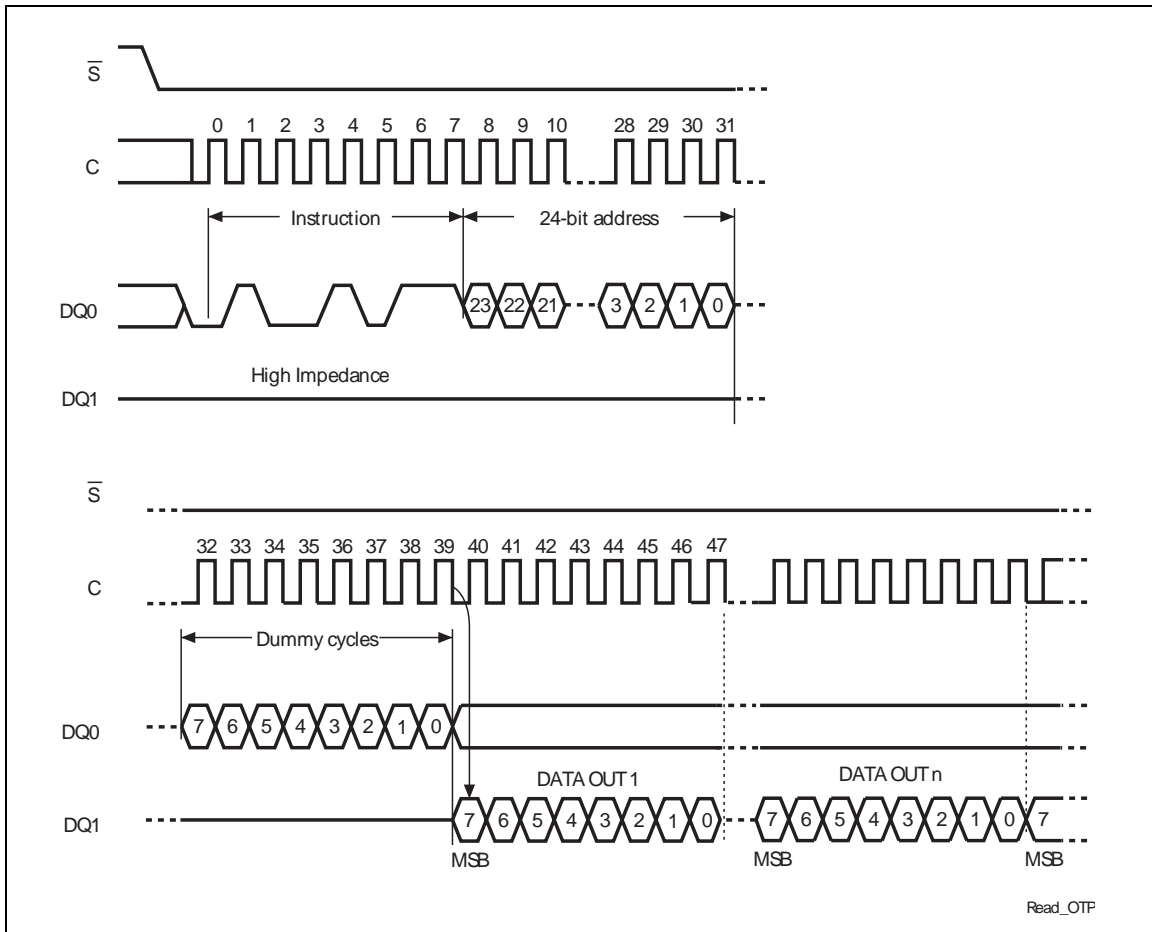 S
0 1 2 3 4 5 6 7 8 9 10 28 29 30 31
C
Instruction 24-bit address
DQ0 23 22 21 3 2 1 0
High Impedance
DQ1
S
32 33 34 35 36 37 38 39 40 41 42 43 44 45 46 47
C
Dummy cycles
DQ0 7 6 5 4 3 2 1 0
DATA OUT 1 DATA OUT n
DQ1 7 6 5 4 3 2 1 0 7 6 5 4 3 2 1 0 7
MSB MSB MSB
Read_OTP